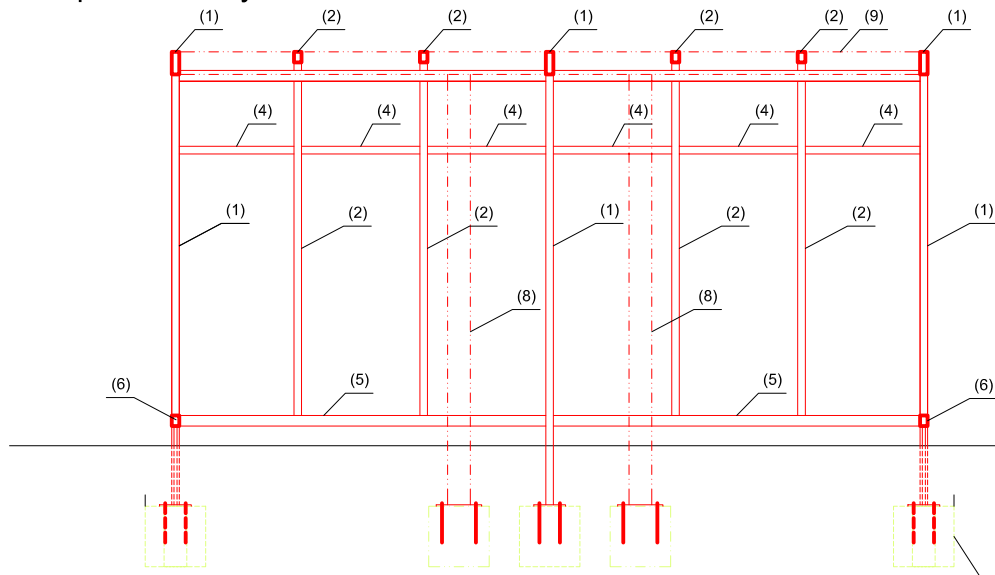 (1) (2) (2) (1) (2) (2) (9) (1)
(4) (4) (4) (4) (4) (4)
(1) (2) (2) (1) (2) (2) (1)
(8) (8)
(6) (5) (5) (6)